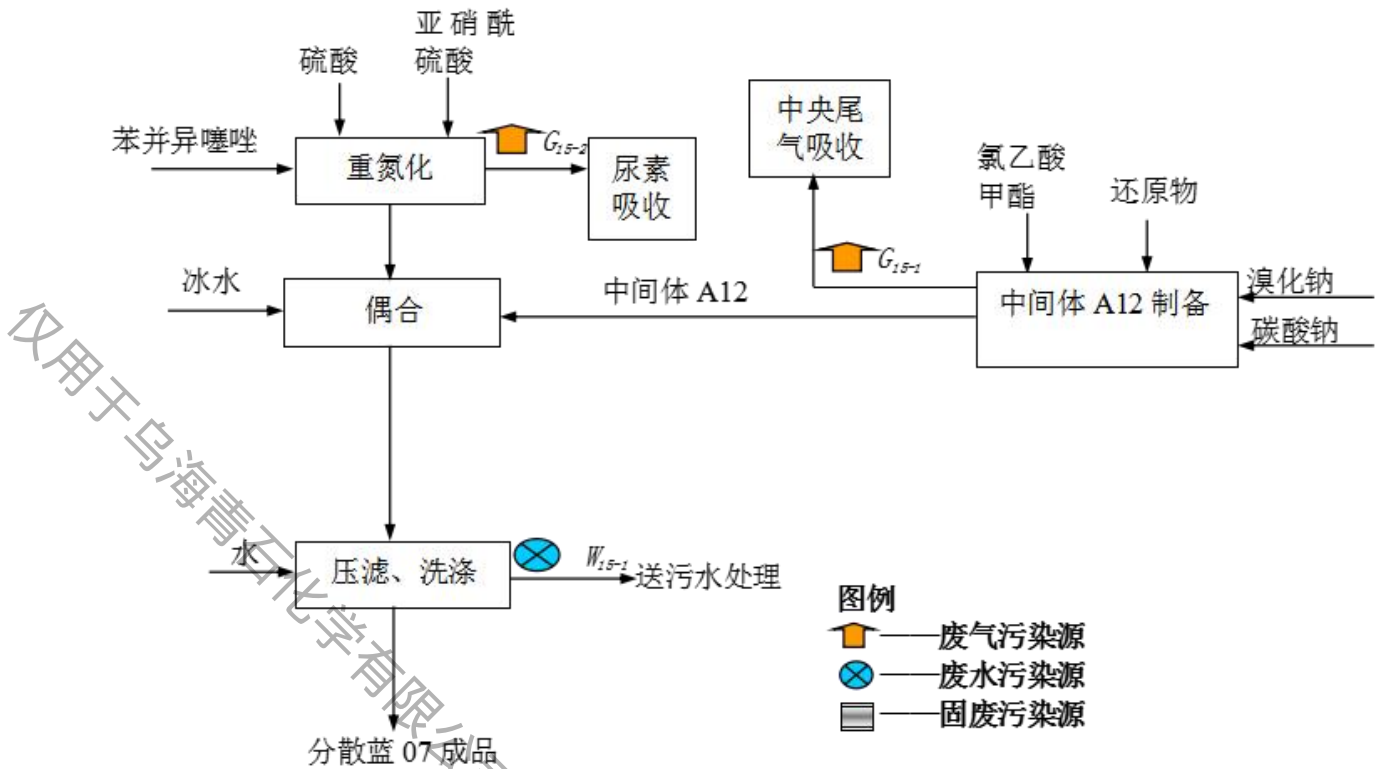 亚硝酰
硫酸
硫酸
苯并异噻唑
重氮化
G15-2
尿素
吸收
中央尾
气吸收
氯乙酸
甲酯
还原物
G15-1
冰水
偶合
中间体 A12
中间体 A12 制备
溴化钠
碳酸钠
水
压滤、洗涤
W15-1
送污水处理
图例
——废气污染源
——废水污染源
——固废污染源
分散蓝 07 成品
仅用于乌海青石化学有限公